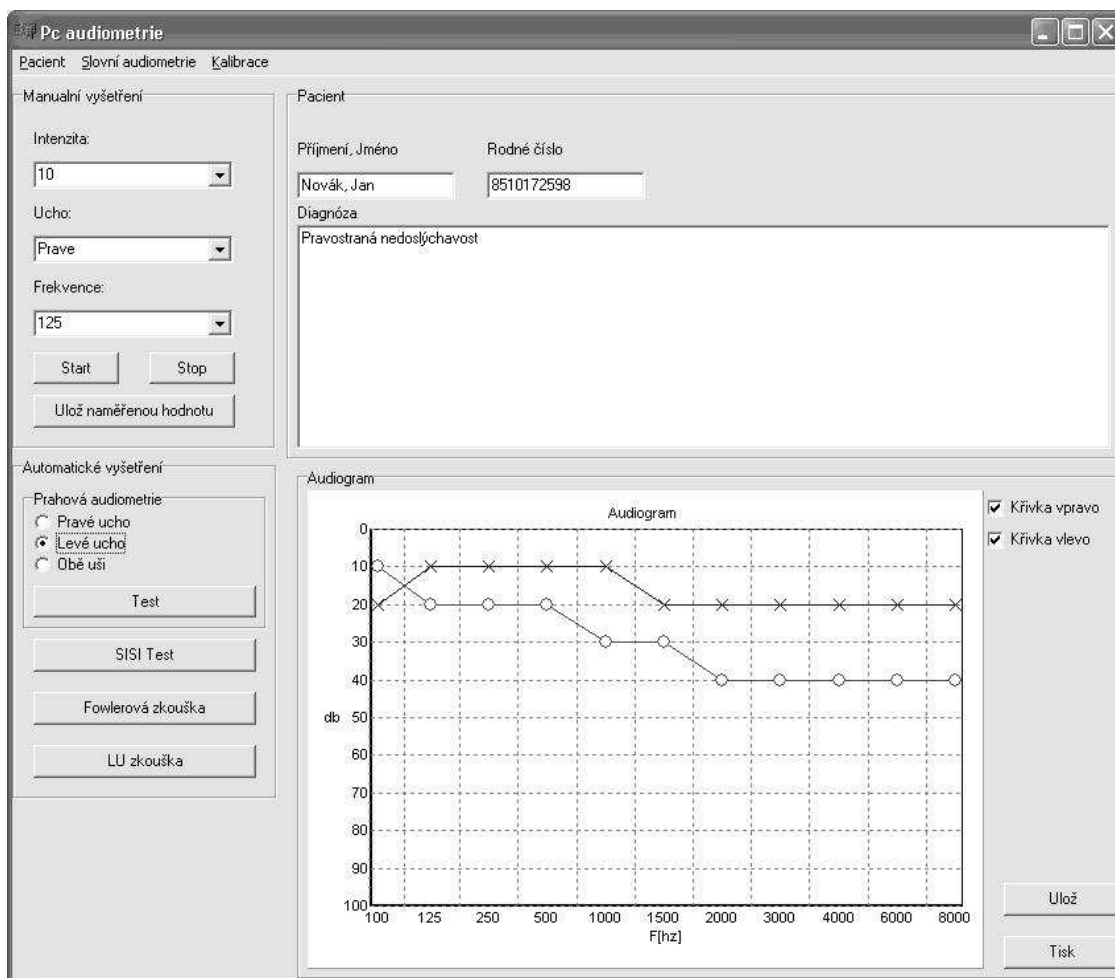 Pc audiometrie
Pacient Slovní audiometrie Kalibrace
Manualní vyšetření
Intenzita:
10
Ucho:
Prave
Frekvence:
125
Start Stop
Ulož naměřenou hodnotu
Pacient
Příjmení, Jméno Rodné číslo
Novák, Jan 8510172598
Diagnóza
Pravostraná nedoslýchavost
Automatické vyšetření
Prahová audiometrie
Pravé ucho
Levé ucho
Obě uši
Test
SISI Test
Fowlerová zkouška
LU zkouška
Audiogram
Audiogram
0
10
20
30
40
db 50
60
70
80
90
100
100 125 250 500 1000 1500 2000 3000 4000 6000 8000
F[hz]
Křivka vpravo
Křivka vlevo
Ulož
Tisk